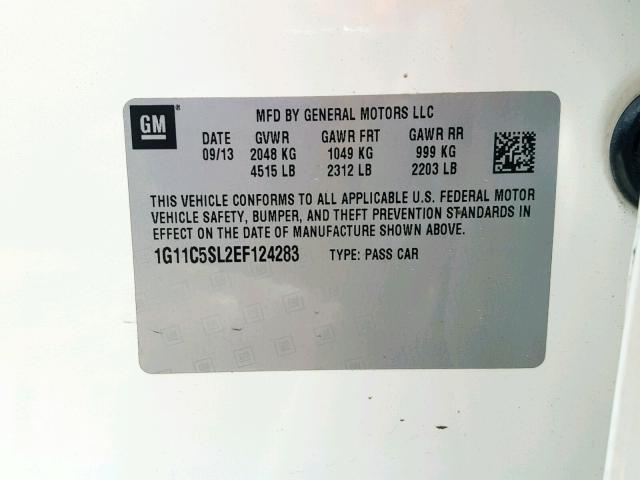 GM ®
MFD BY GENERAL MOTORS LLC
DATE GVWR GAWR FRT GAWR RR
09/13 2048 KG 1049 KG 999 KG
4515 LB 2312 LB 2203 LB
THIS VEHICLE CONFORMS TO ALL APPLICABLE U.S. FEDERAL MOTOR
VEHICLE SAFETY, BUMPER, AND THEFT PREVENTION STANDARDS IN
EFFECT ON THE DATE OF MANUFACTURE SHOWN ABOVE.
1G11C5SL2EF124283 TYPE: PASS CAR